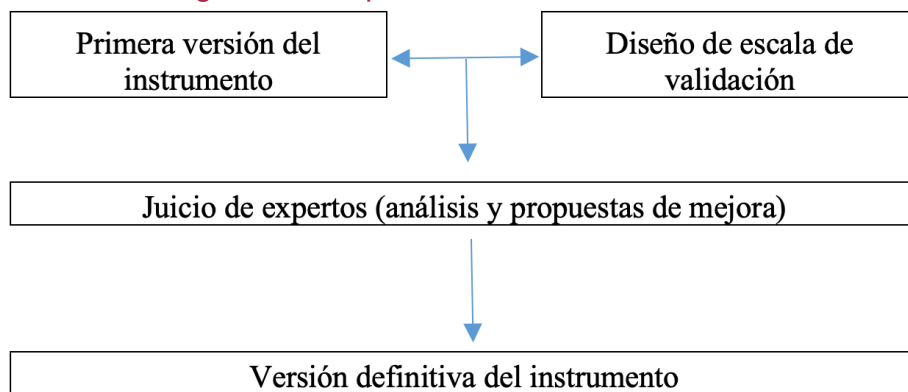 Primera versión del
instrumento
Diseño de escala de
validación
Juicio de expertos (análisis y propuestas de mejora)
Versión definitiva del instrumento